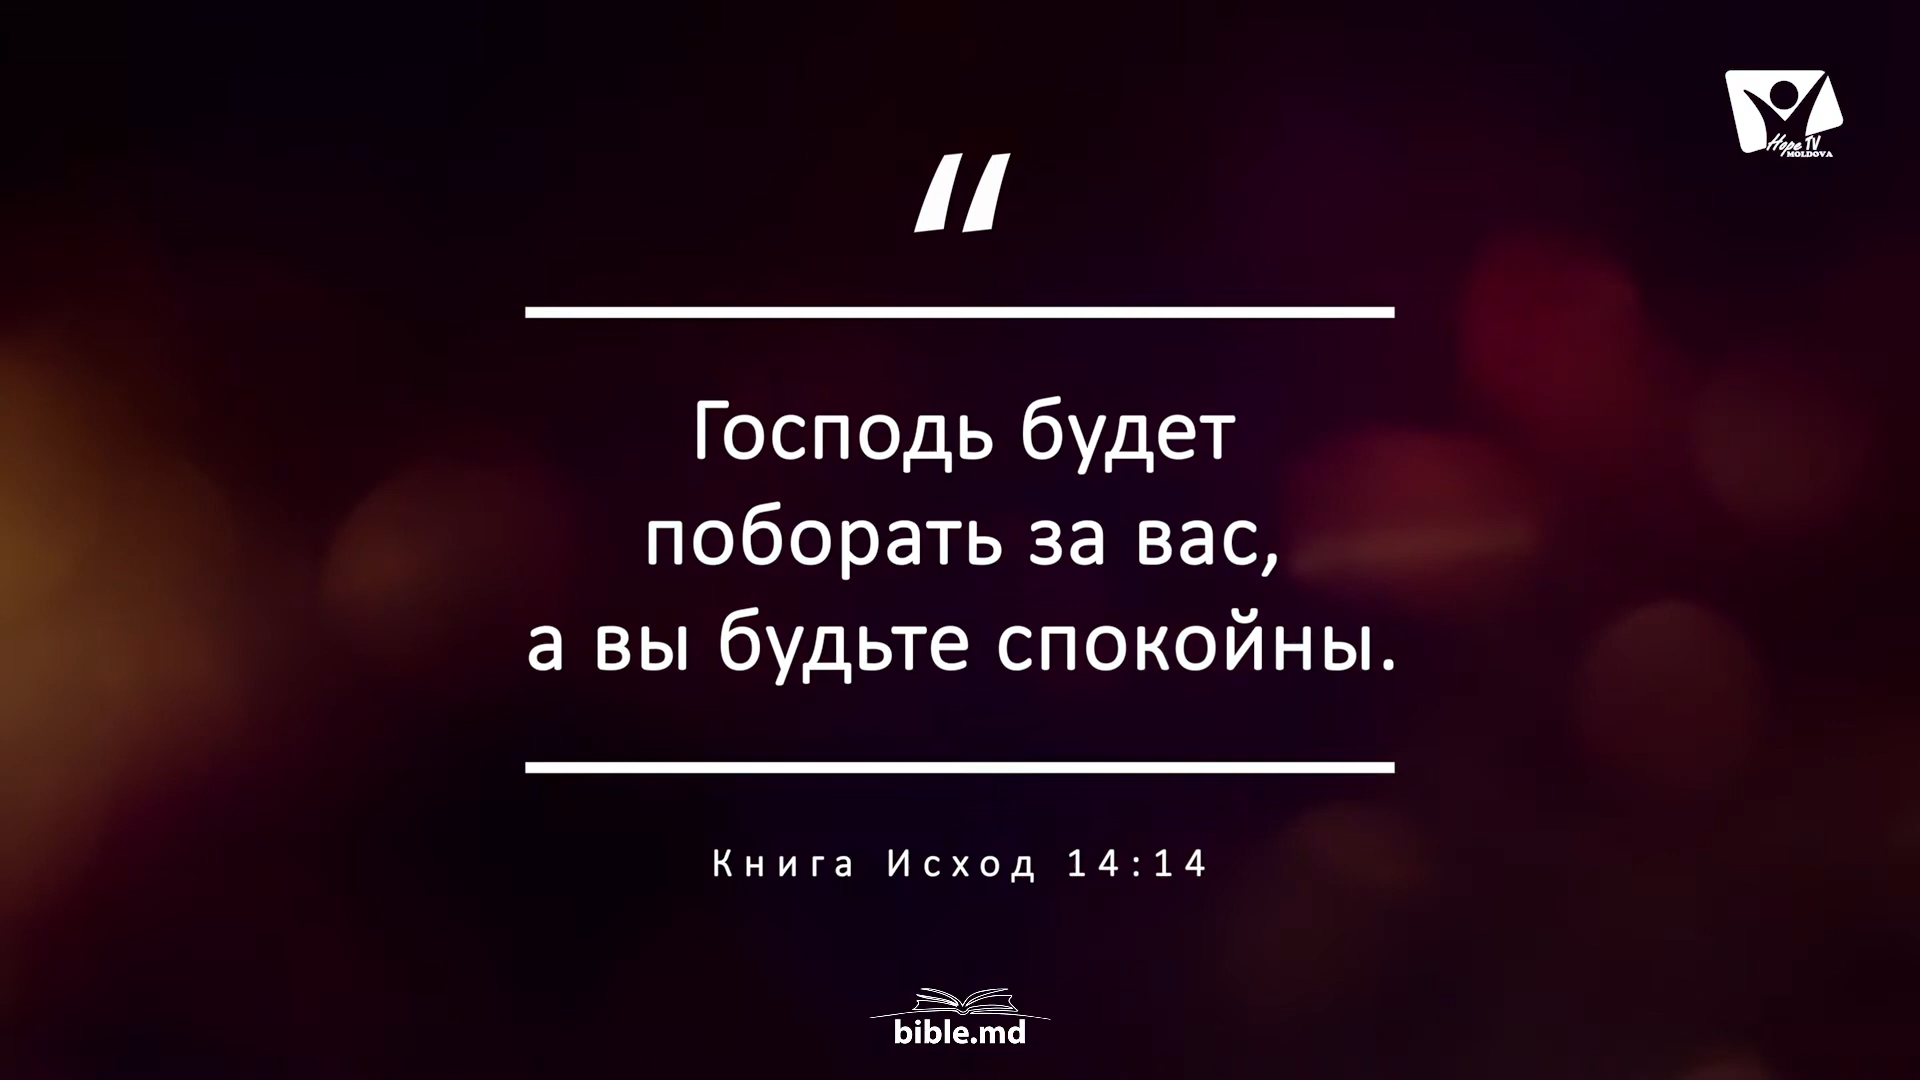 Hope TV
MOLDOVA
“
Господь будет
поборать за вас,
а вы будьте спокойны.
Книга Исход 14:14
bible.md